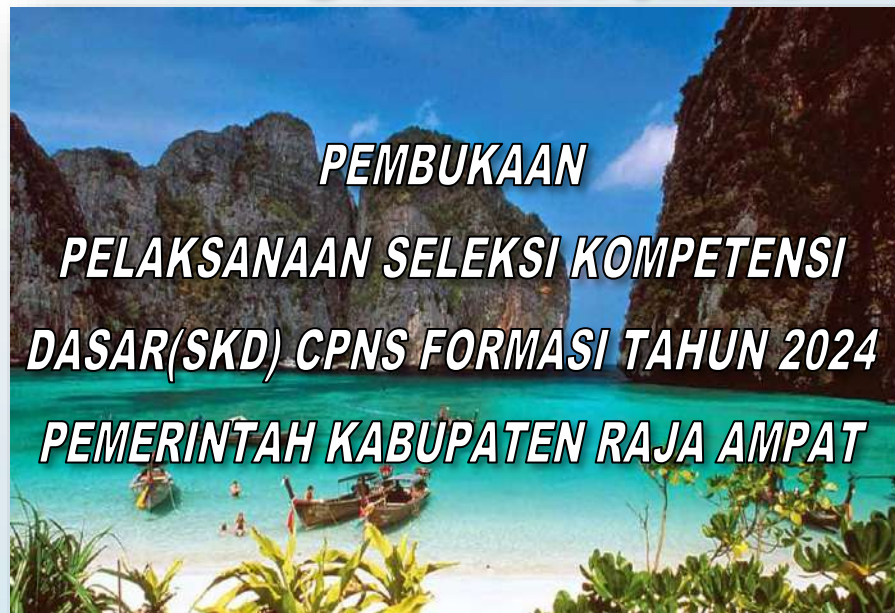 PEMBUKAAN
PELAKSANAAN SELEKSI KOMPETENSI
DASAR(SKD) CPNS FORMASI TAHUN 2024
PEMERINTAH KABUPATEN RAJA AMPAT